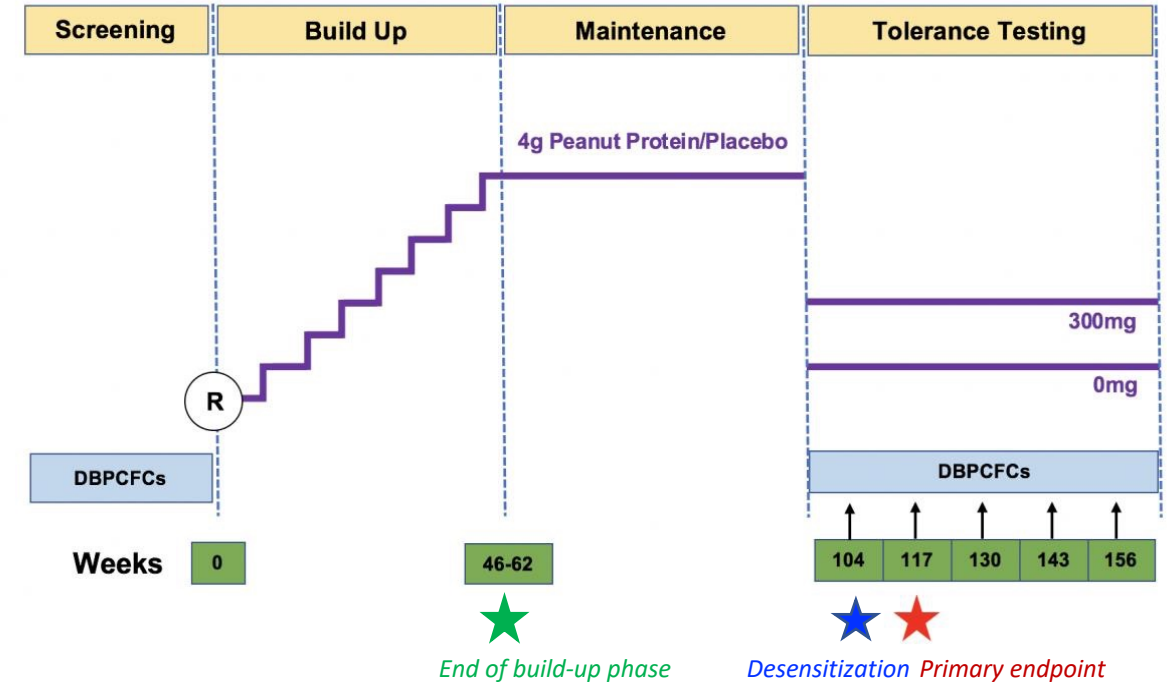 Screening
Build Up
Maintenance
Tolerance Testing
4g Peanut Protein/Placebo
300mg
0mg
R
DBPCFCs
DBPCFCs
Weeks
0
46-62
104
117
130
143
156
End of build-up phase
Desensitization
Primary endpoint